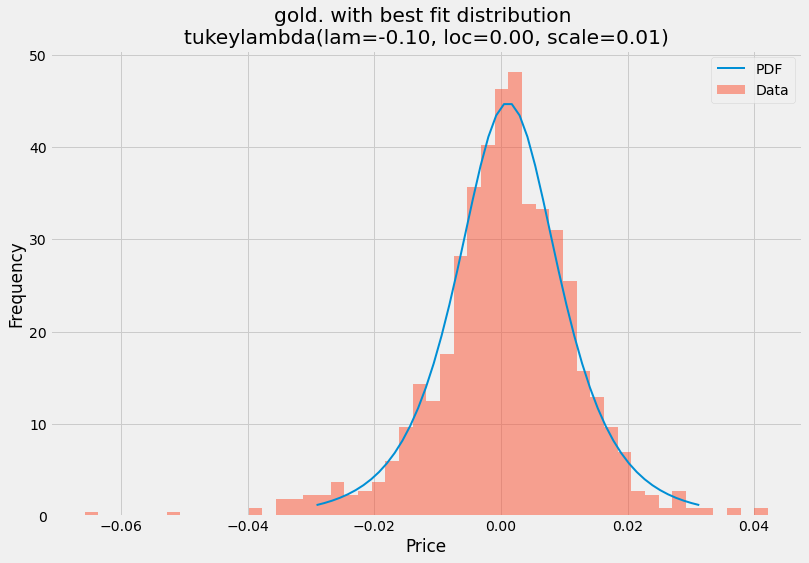 gold. with best fit distribution
tukeylambda(lam=-0.10, loc=0.00, scale=0.01)
PDF
Data
Frequency
50
40
30
20
10
0
−0.06
−0.04
−0.02
0.00
0.02
0.04
Price